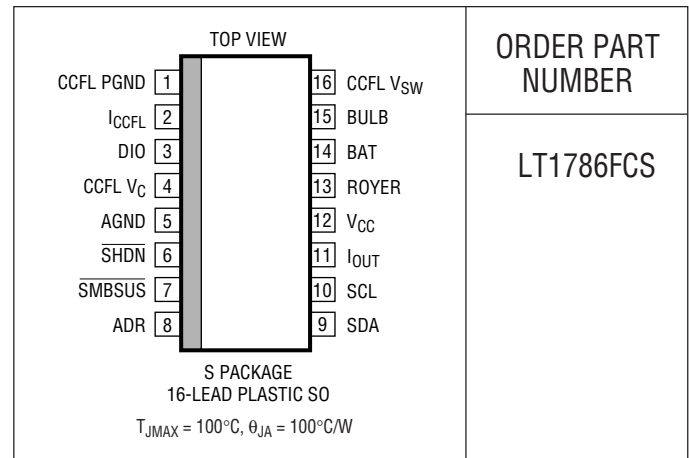 TOP VIEW
CCFL PGND 1
ICCFL 2
DIO 3
CCFL VC 4
AGND 5
SHDN 6
SMBSUS 7
ADR 8
16 CCFL VSW
15 BULB
14 BAT
13 ROYER
12 VCC
11 IOUT
10 SCL
9 SDA
S PACKAGE
16-LEAD PLASTIC SO
TJMAX = 100°C, θJA = 100°C/W
ORDER PART
NUMBER
LT1786FCS